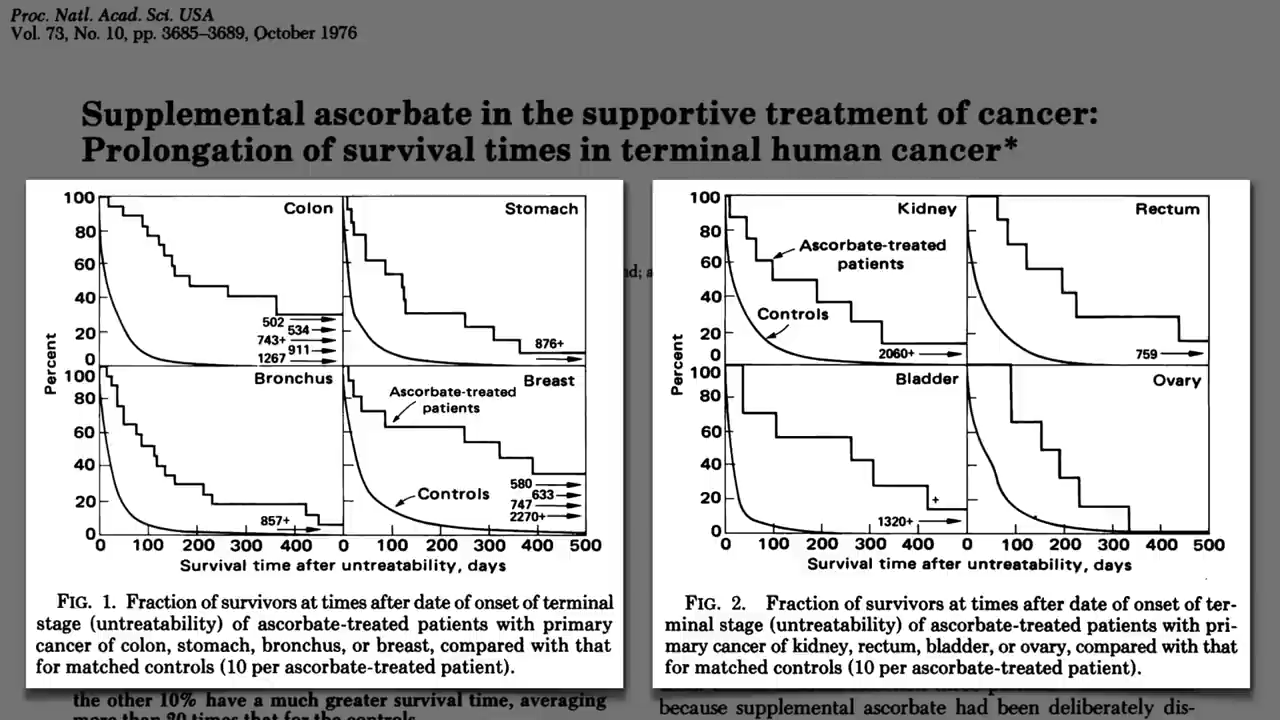 Proc. Natl. Acad. Sci. USA
Vol. 73, No. 10, pp. 3685–3689, October 1976
Supplemental ascorbate in the supportive treatment of cancer:
Prolongation of survival times in terminal human cancer*
Percent
100
80
60
40
20
0
Colon
502
534
743+
911
1267
Stomach
876+
Percent
100
80
60
40
20
0
Bronchus
857+
Breast
Ascorbate-treated
patients
Controls
580
633
747
2270+
0 100 200 300 400 0 100 200 300 400 500
Survival time after untreatability, days
FIG. 1. Fraction of survivors at times after date of onset of terminal
stage (untreatability) of ascorbate-treated patients with primary
cancer of colon, stomach, bronchus, or breast, compared with that
for matched controls (10 per ascorbate-treated patient).
the other 10% have a much greater survival time, averaging
more than 20 times that for the controls.
Percent
100
80
60
40
20
0
Kidney
Ascorbate-treated
patients
Controls
2060+
Rectum
759
Percent
100
80
60
40
20
0
Bladder
+
1320+
Ovary
0 100 200 300 400 0 100 200 300 400 500
Survival time after untreatability, days
FIG. 2. Fraction of survivors at times after date of onset of ter-
minal stage (untreatability) of ascorbate-treated patients with pri-
mary cancer of kidney, rectum, bladder, or ovary, compared with that
for matched controls (10 per ascorbate-treated patient).
because supplemental ascorbate had been deliberately dis-